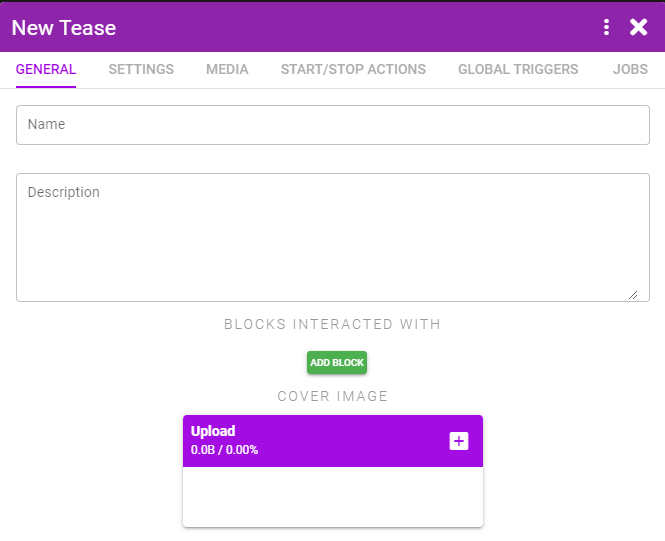 New Tease
GENERAL SETTINGS MEDIA START/STOP ACTIONS GLOBAL TRIGGERS JOBS
Name
Description
BLOCKS INTERACTED WITH
ADD BLOCK
COVER IMAGE
Upload
0.0B / 0.00%